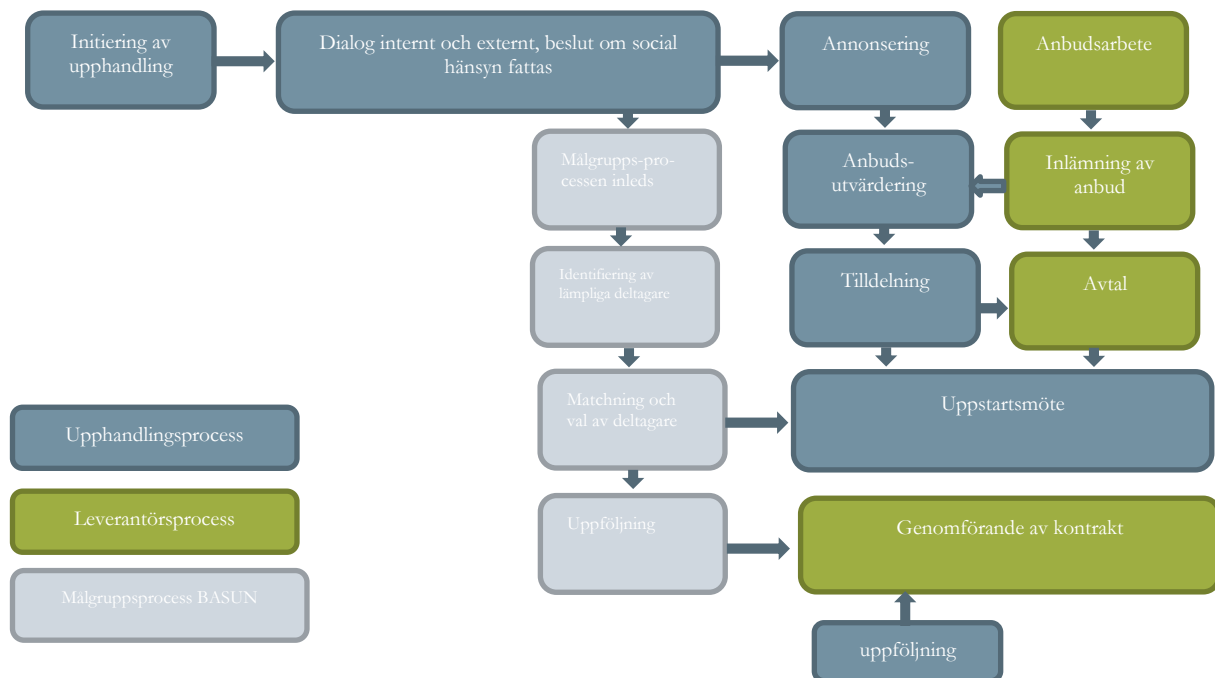 Initiering av
upphandling
Dialog internt och externt, beslut om social
hänsyn fattas
Annonsering
Anbudsarbete
Målgrupps-pro-
cessen inleds
Anbuds-
utvärdering
Inlämning av
anbud
Identifiering av
lämpliga deltagare
Tilldelning
Avtal
Matchning och
val av deltagare
Uppstartsmöte
Upphandlingsprocess
Leverantörsprocess
Målgruppsprocess BASUN
Uppföljning
Genomförande av kontrakt
uppföljning